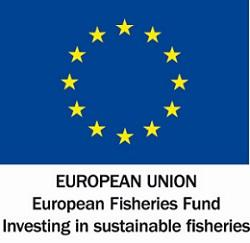 EUROPEAN UNION
European Fisheries Fund
Investing in sustainable fisheries